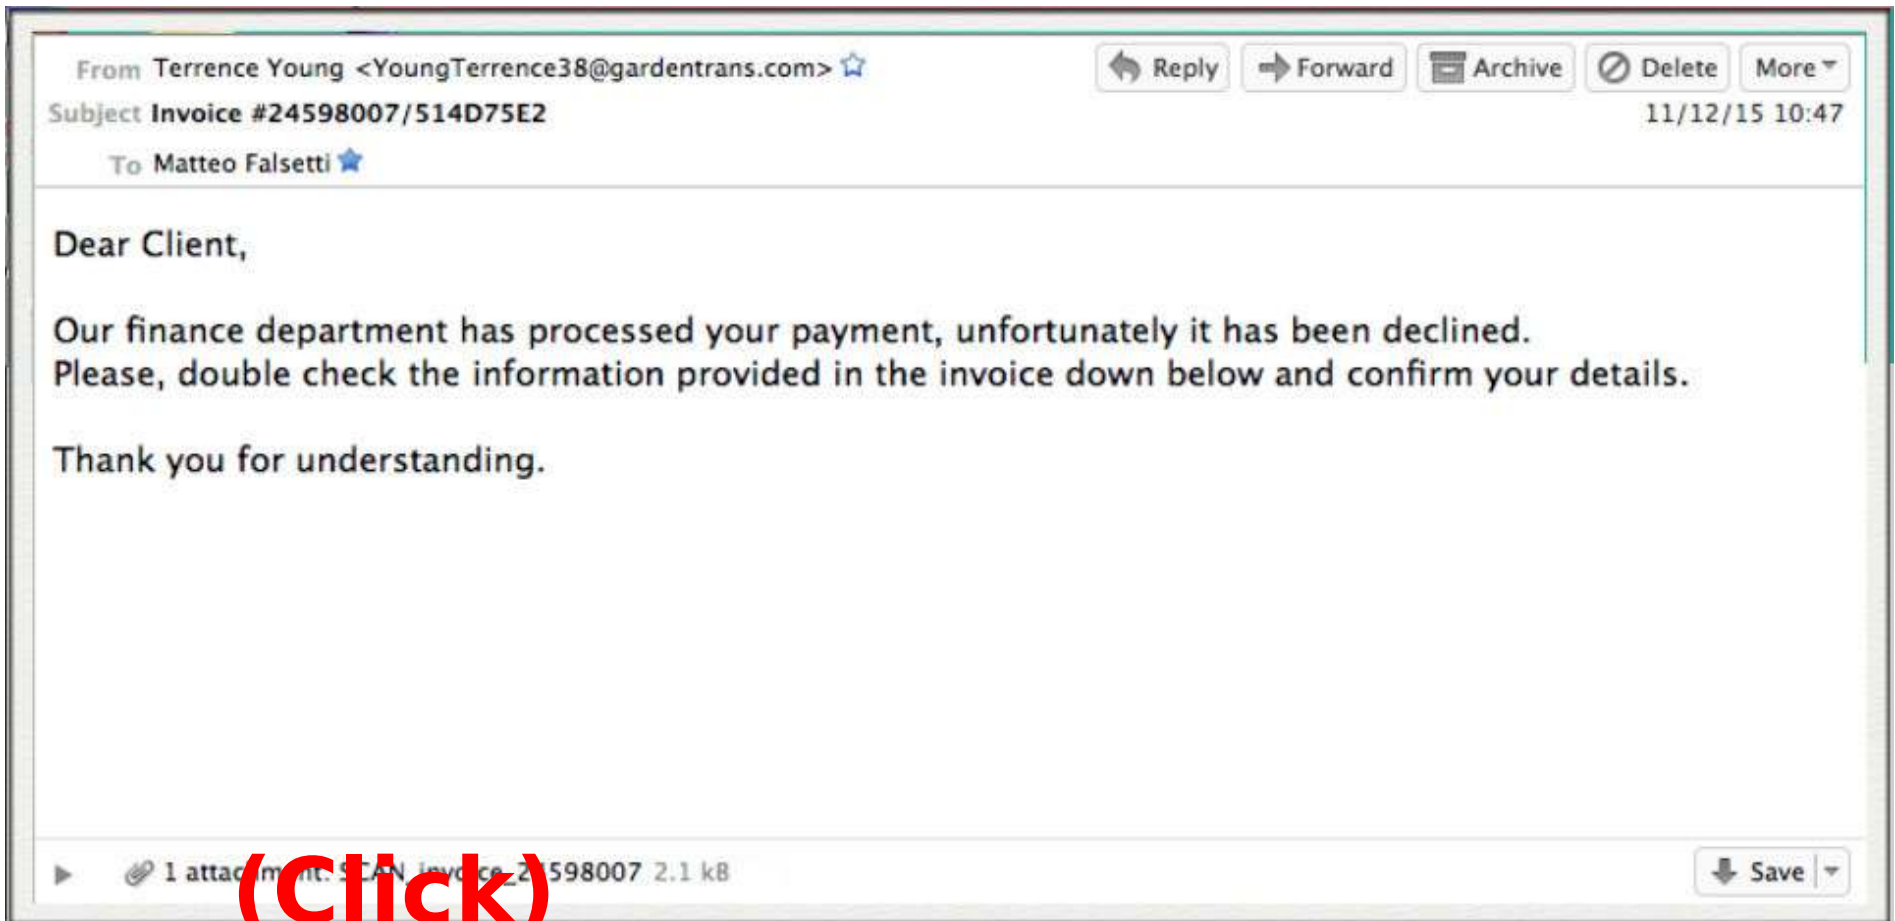 From Terrence Young <YoungTerrence38@gardentrans.com> Reply Forward Archive Delete More
Subject Invoice #24598007/514D75E2 11/12/15 10:47
To Matteo Falsetti
Dear Client,
Our finance department has processed your payment, unfortunately it has been declined.
Please, double check the information provided in the invoice down below and confirm your details.
Thank you for understanding.
1 attachment: SCAN_invoice_24598007 2.1 kB Save
(Click)